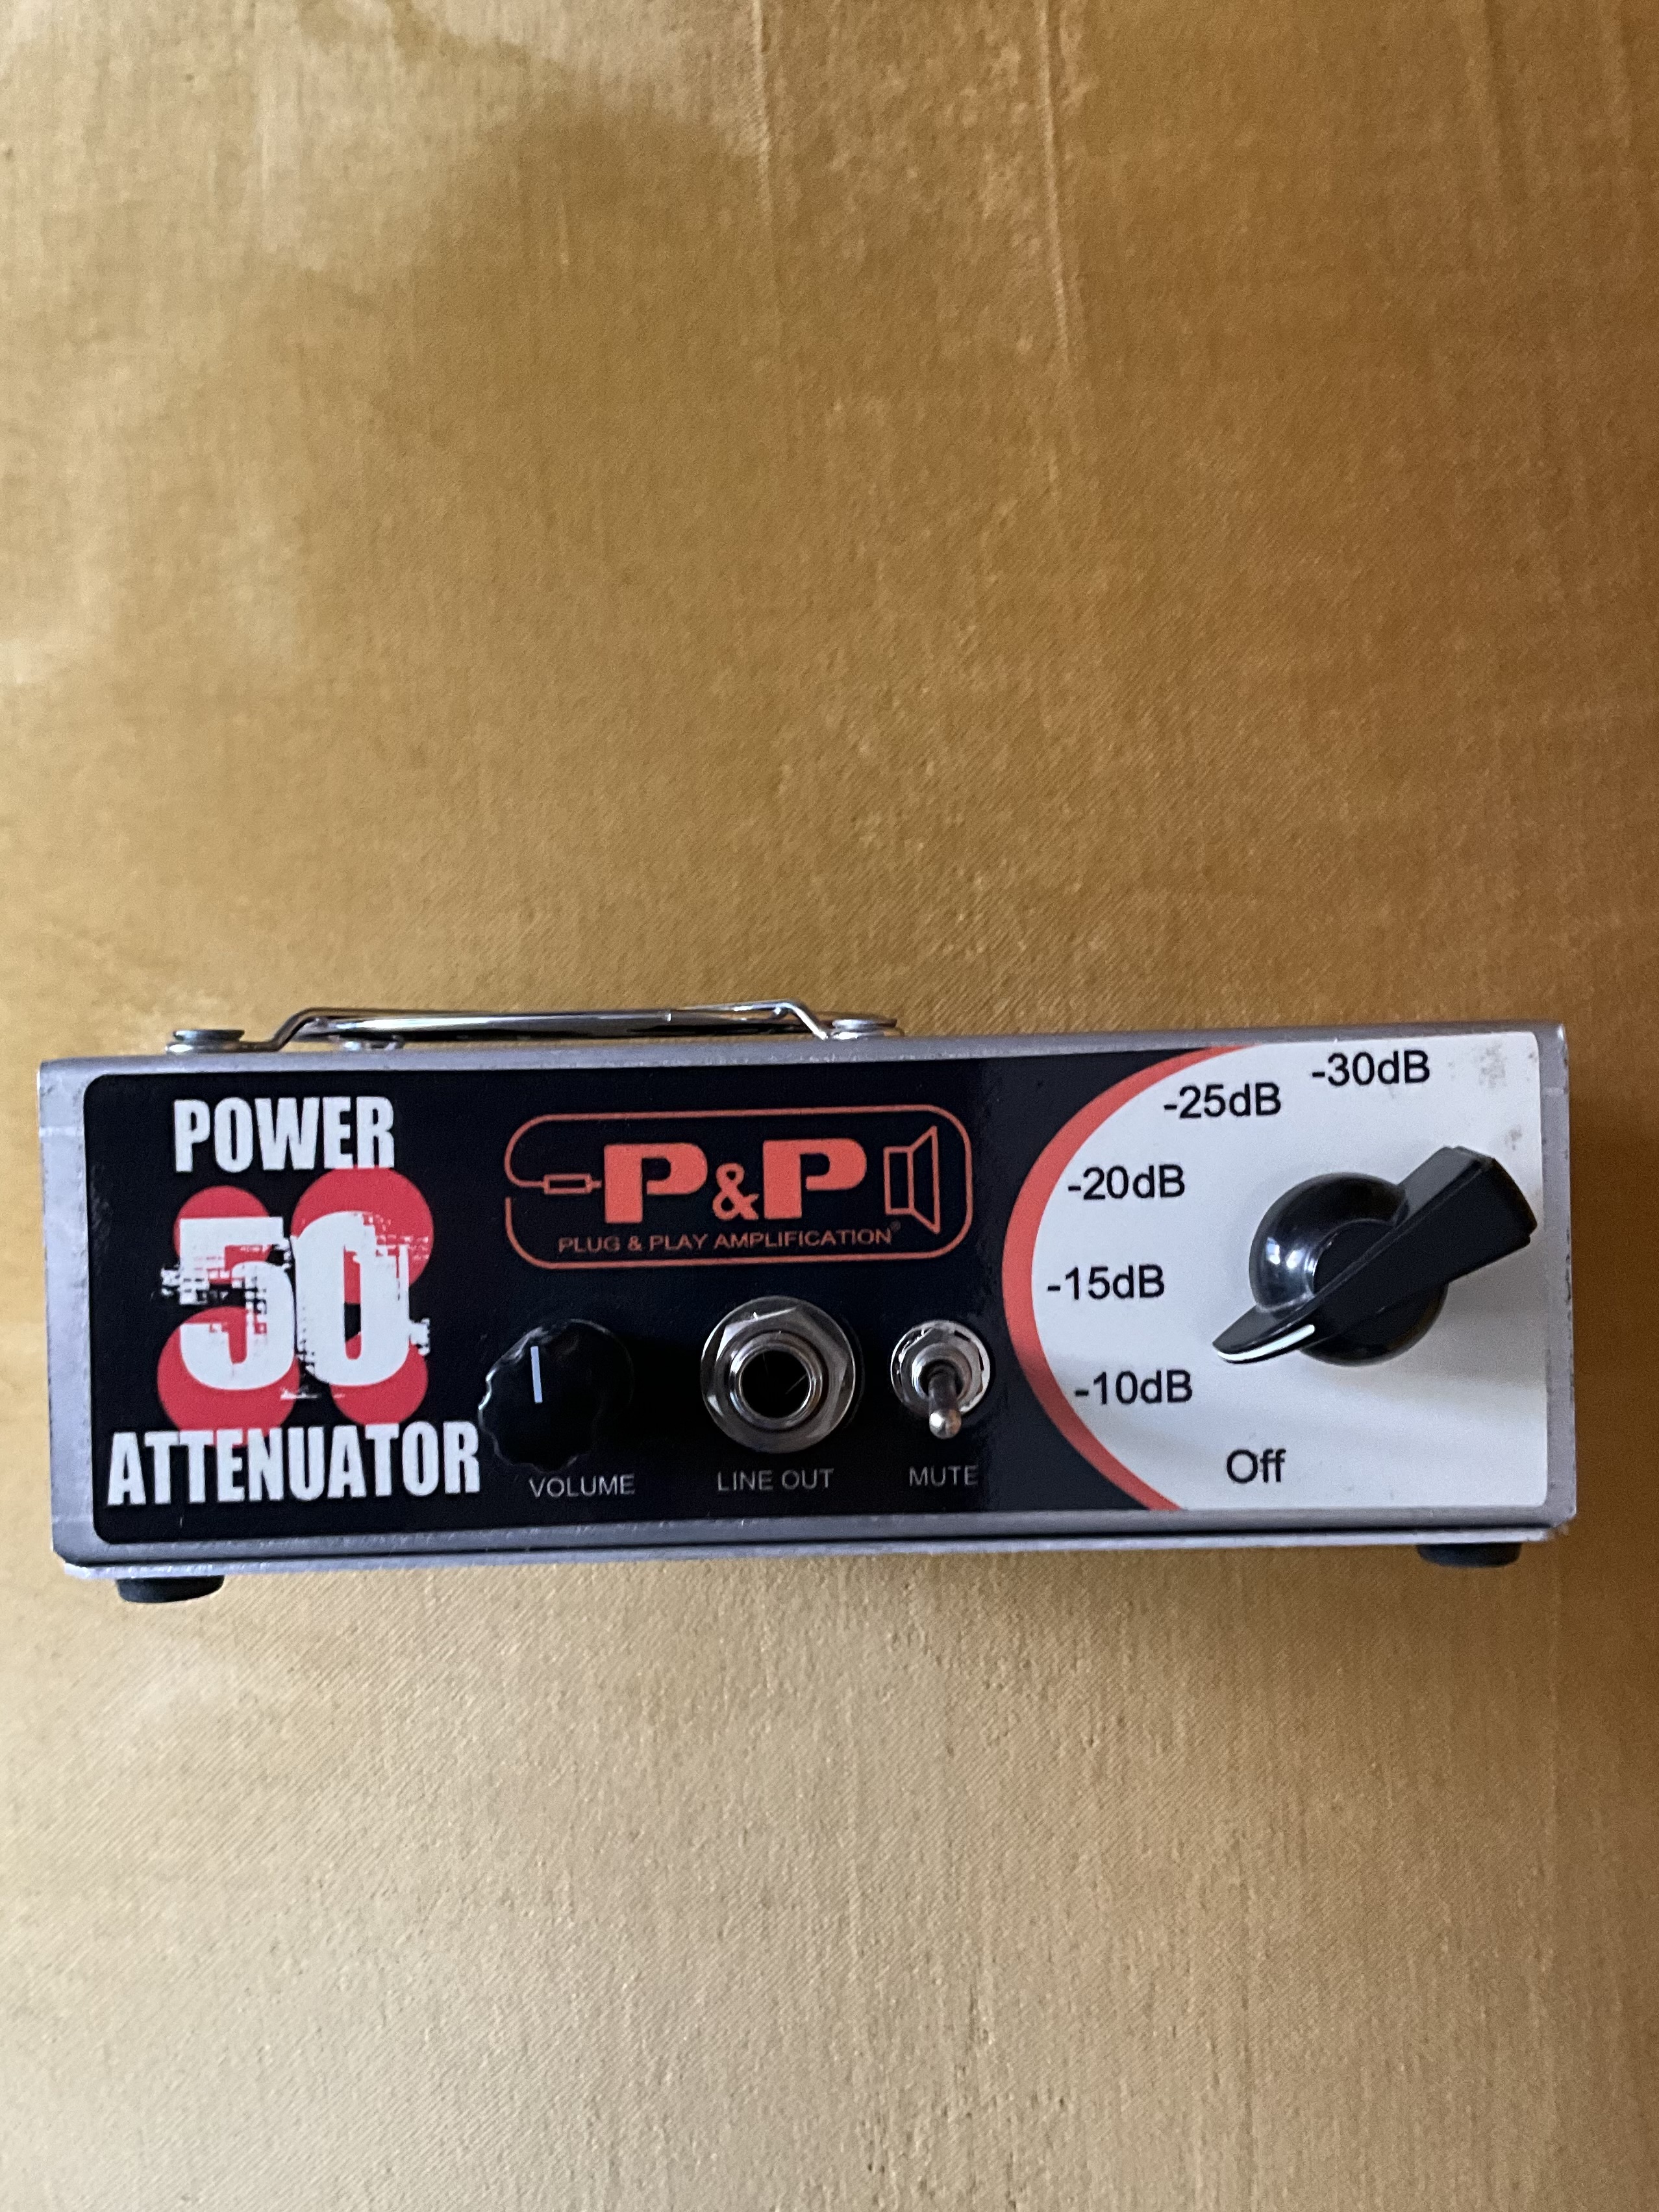 POWER
50
ATTENUATOR
P&P
PLUG & PLAY AMPLIFICATION®
VOLUME
LINE OUT
MUTE
-30dB
-25dB
-20dB
-15dB
-10dB
Off